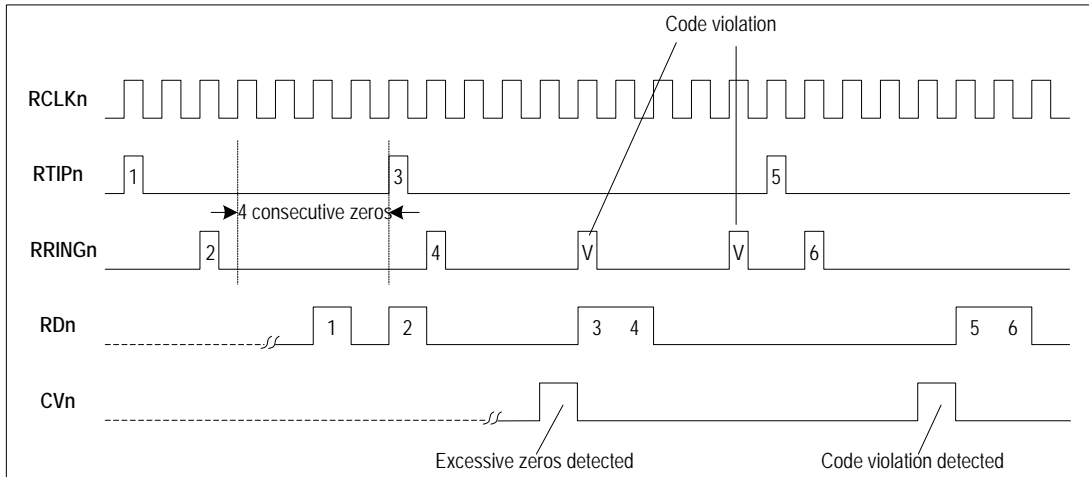 Code violation
RCLKn
RTIPn
1
3
5
4 consecutive zeros
RRINGn
2
4
V
V
6
RDn
1
2
3 4
5 6
CVn
Excessive zeros detected
Code violation detected